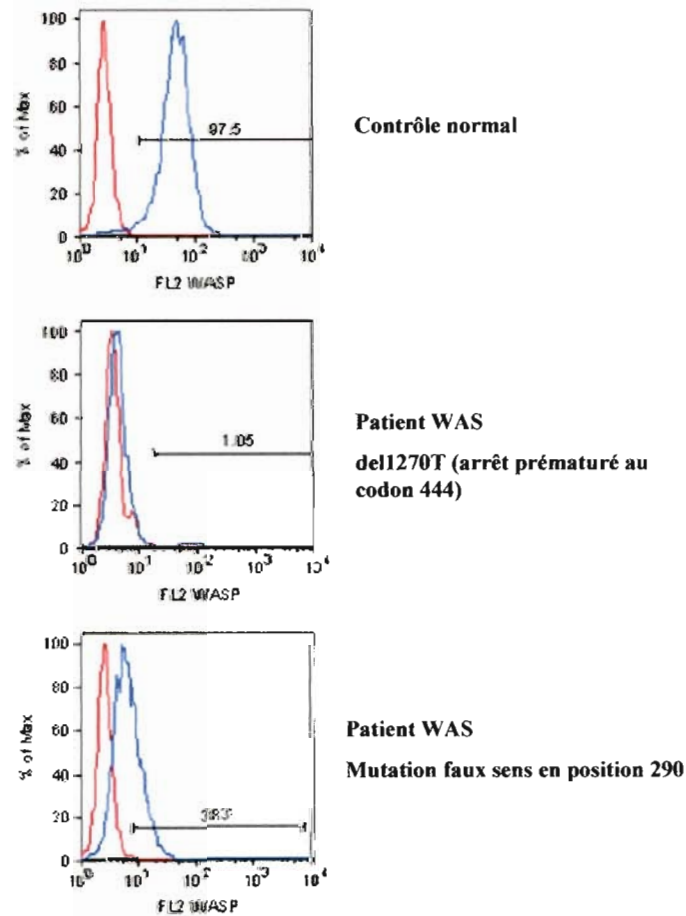 100
80
60
40
20
0
% of Max
97.5
10^0 10^1 10^2 10^3 10^4
FL2 WASP
Contrôle normal
100
80
60
40
20
0
% of Max
1.05
10^0 10^1 10^2 10^3 10^4
FL2 WASP
Patient WAS
del1270T (arrêt prématuré au
codon 444)
100
80
60
40
20
0
% of Max
10^0 10^1 10^2 10^3 10^4
FL2 WASP
Patient WAS
Mutation faux sens en position 290